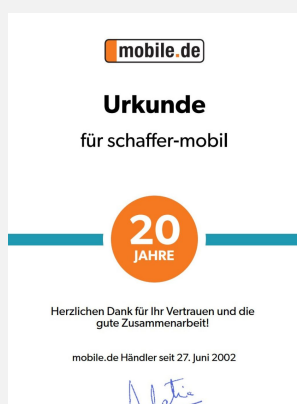 mobile.de
Urkunde
für schaffer-mobil
20
JAHRE
Herzlichen Dank für Ihr Vertrauen und die
gute Zusammenarbeit!
mobile.de Händler seit 27. Juni 2002